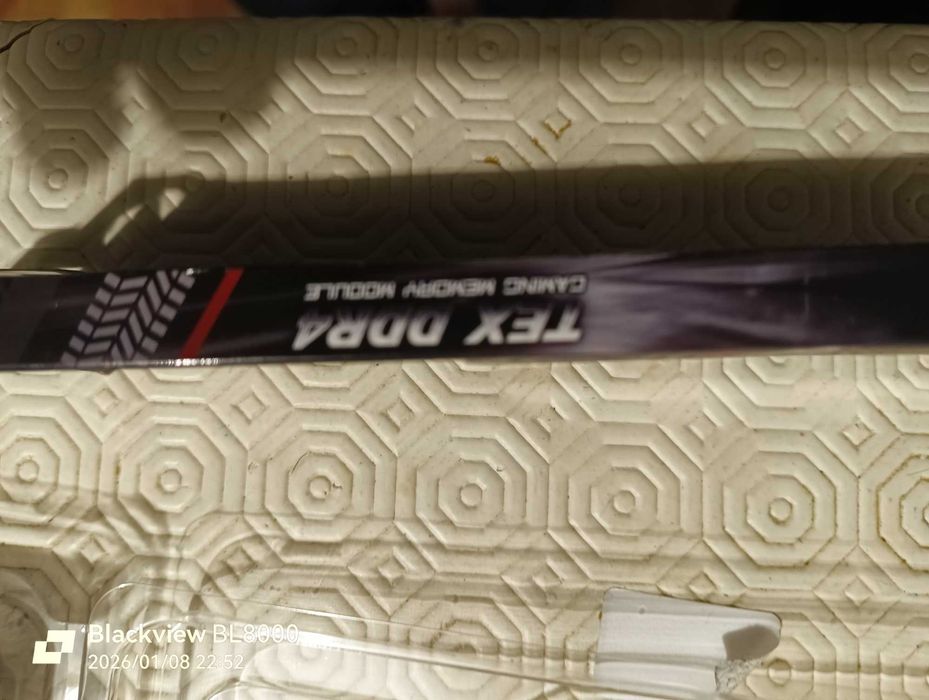 TEX DDR4
GAMING MEMORY MODULE
Blackview BL8000
2026/01/08 22:52